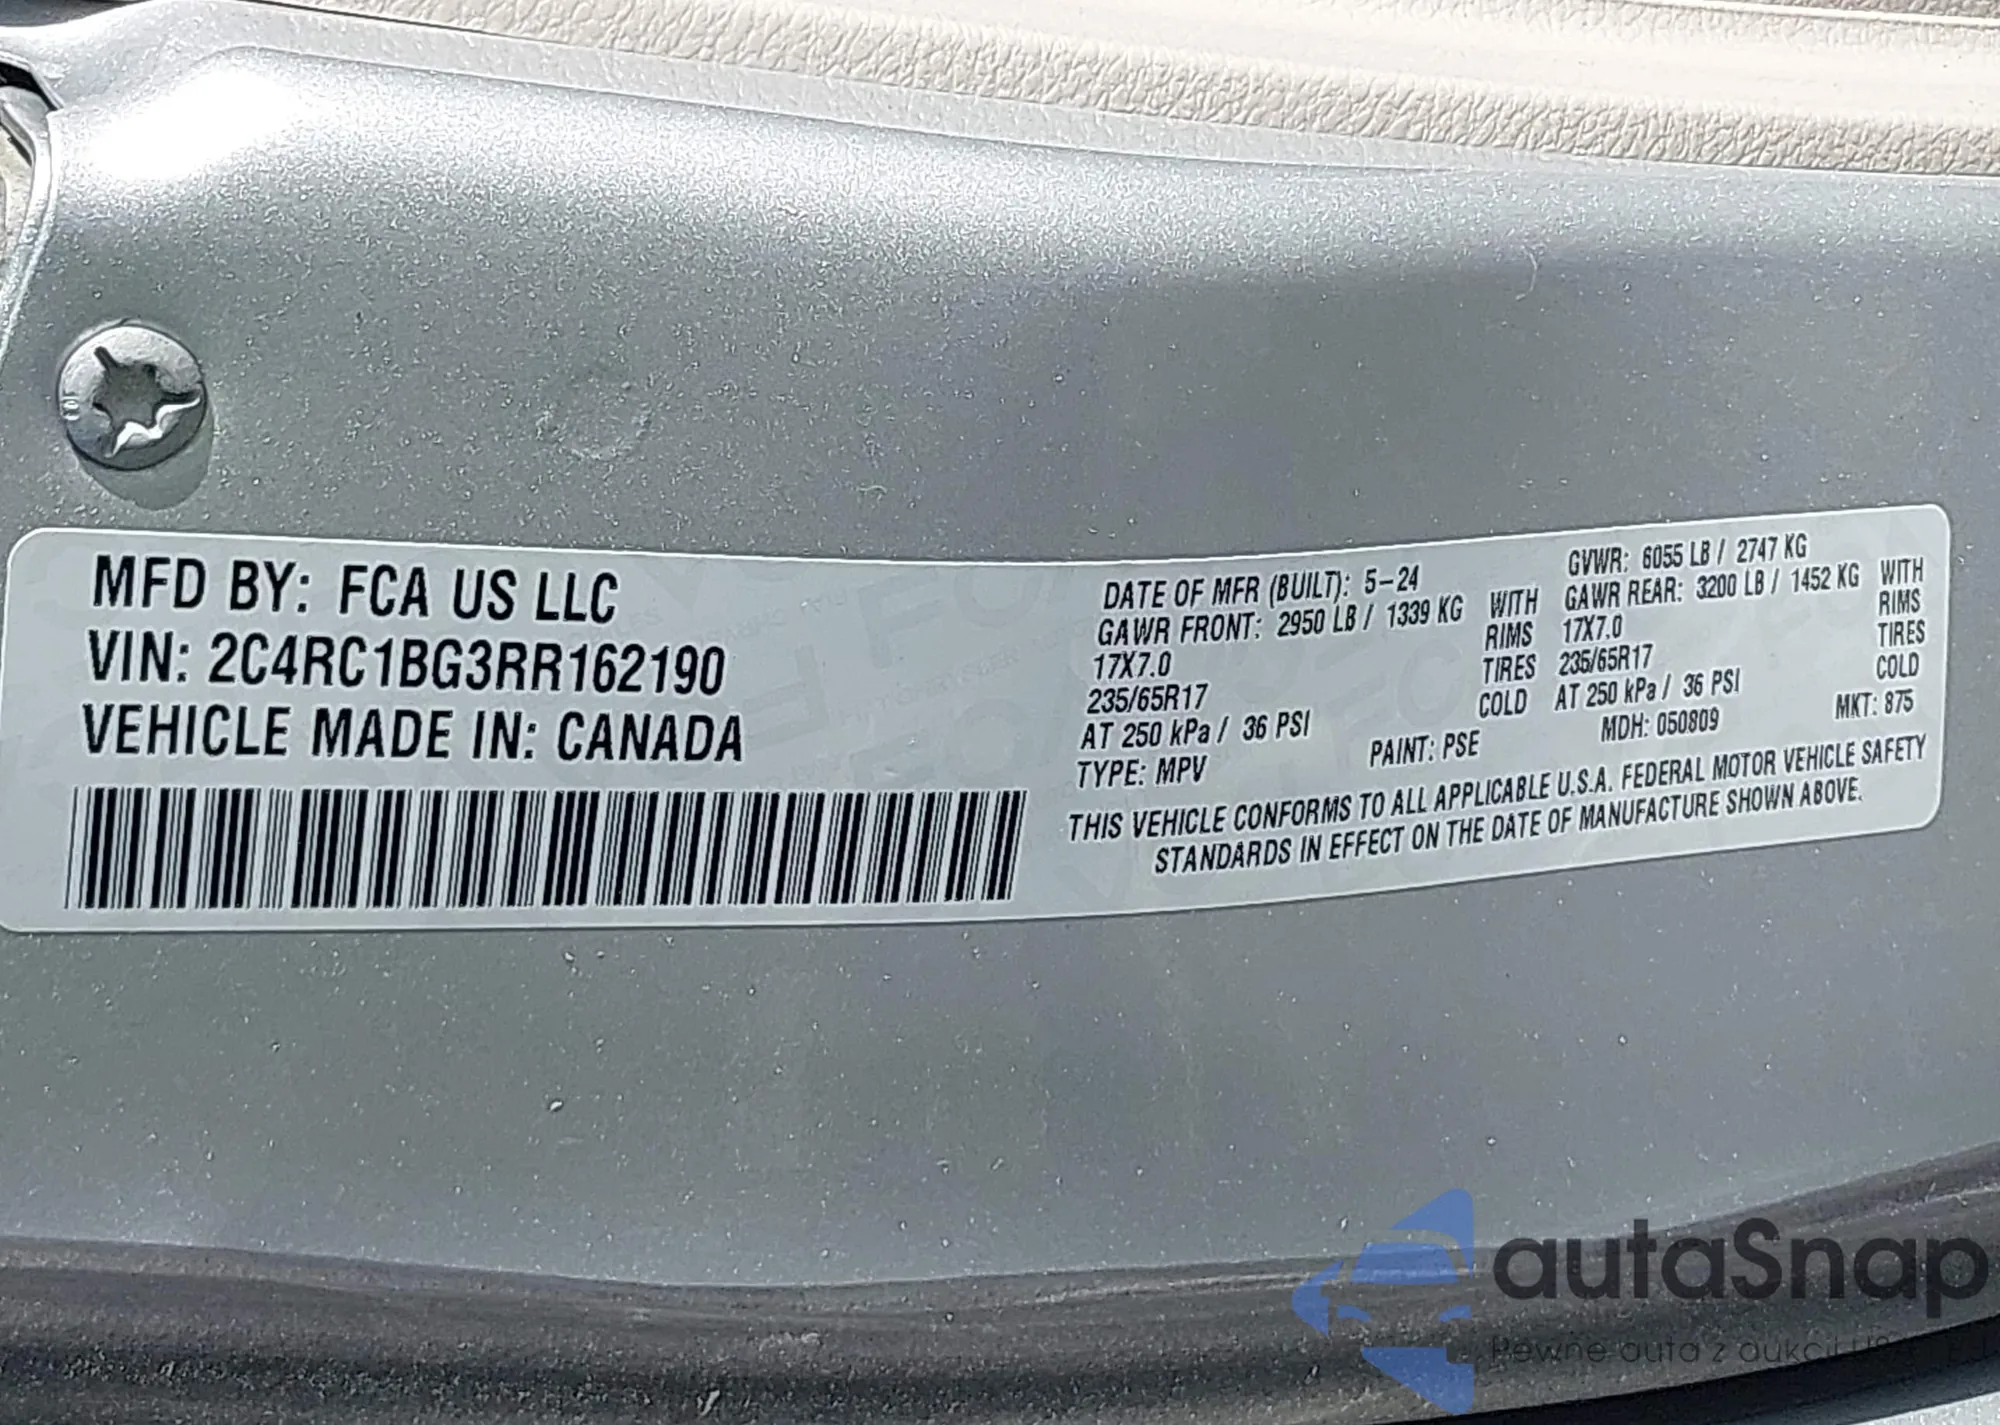 MFD BY: FCA US LLC
VIN: 2C4RC1BG3RR162190
VEHICLE MADE IN: CANADA
DATE OF MFR (BUILT): 5-24
GAWR FRONT: 2950 LB / 1339 KG WITH
17X7.0 RIMS
235/65R17 TIRES
AT 250 kPa / 36 PSI COLD
GVWR: 6055 LB / 2747 KG
GAWR REAR: 3200 LB / 1452 KG WITH
17X7.0 RIMS
235/65R17 TIRES
AT 250 kPa / 36 PSI COLD
TYPE: MPV PAINT: PSE MDH: 050809 MKT: 875
THIS VEHICLE CONFORMS TO ALL APPLICABLE U.S.A. FEDERAL MOTOR VEHICLE SAFETY
STANDARDS IN EFFECT ON THE DATE OF MANUFACTURE SHOWN ABOVE.
autaSnap
Pewne auta z aukcji